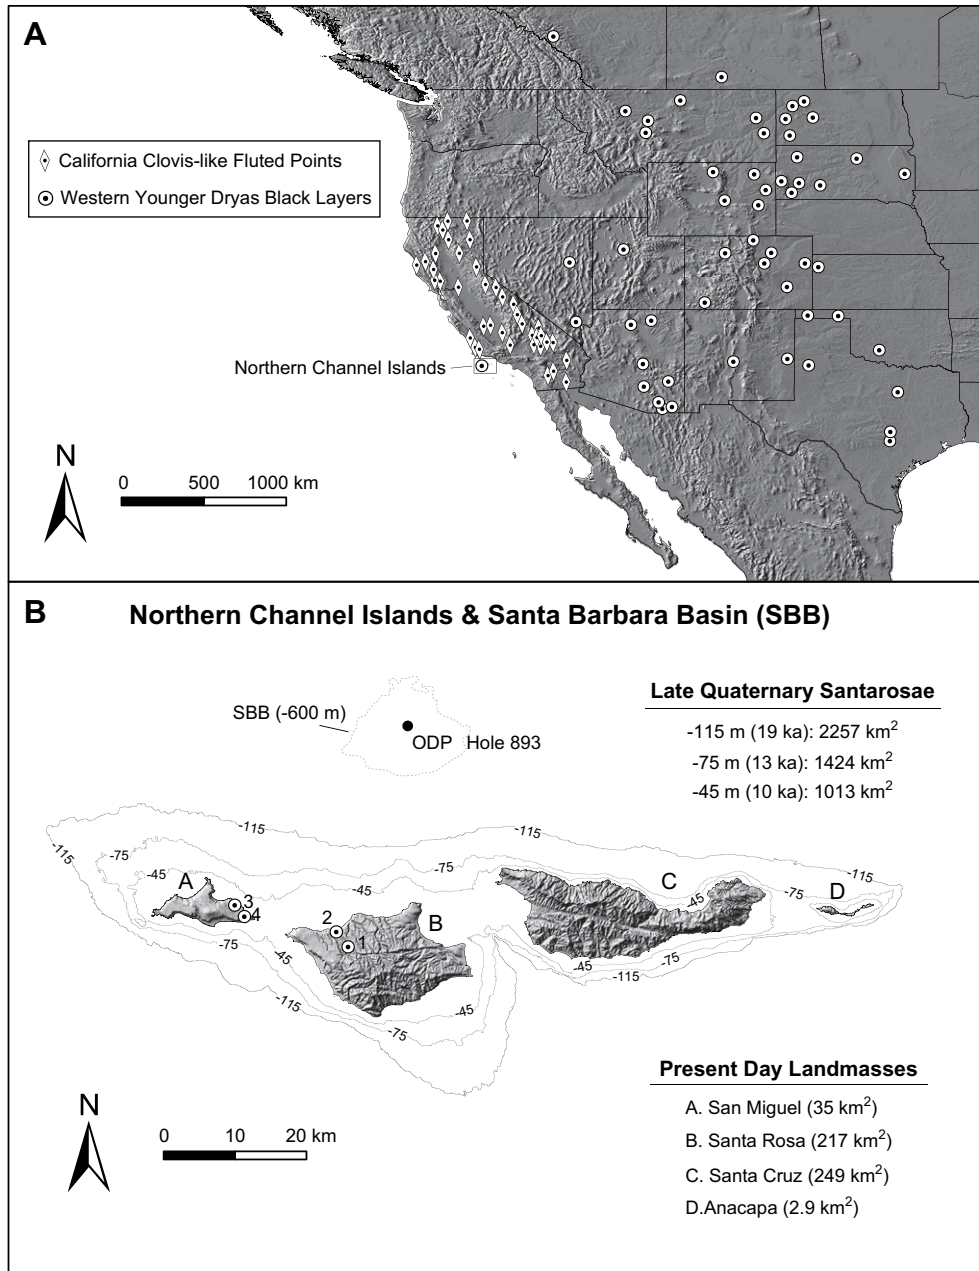 A
California Clovis-like Fluted Points
Western Younger Dryas Black Layers
Northern Channel Islands
N
0 500 1000 km
B Northern Channel Islands & Santa Barbara Basin (SBB)
SBB (-600 m)
ODP Hole 893
Late Quaternary Santarosae
-115 m (19 ka): 2257 km²
-75 m (13 ka): 1424 km²
-45 m (10 ka): 1013 km²
-115
-115
-115
-75
-75
-115
-45
A
-45
C
-45
-75
D
3
4
2
B
1
-75
-45
-45
-75
-115
-115
-45
-75
Present Day Landmasses
A. San Miguel (35 km²)
B. Santa Rosa (217 km²)
C. Santa Cruz (249 km²)
D.Anacapa (2.9 km²)
N
0 10 20 km